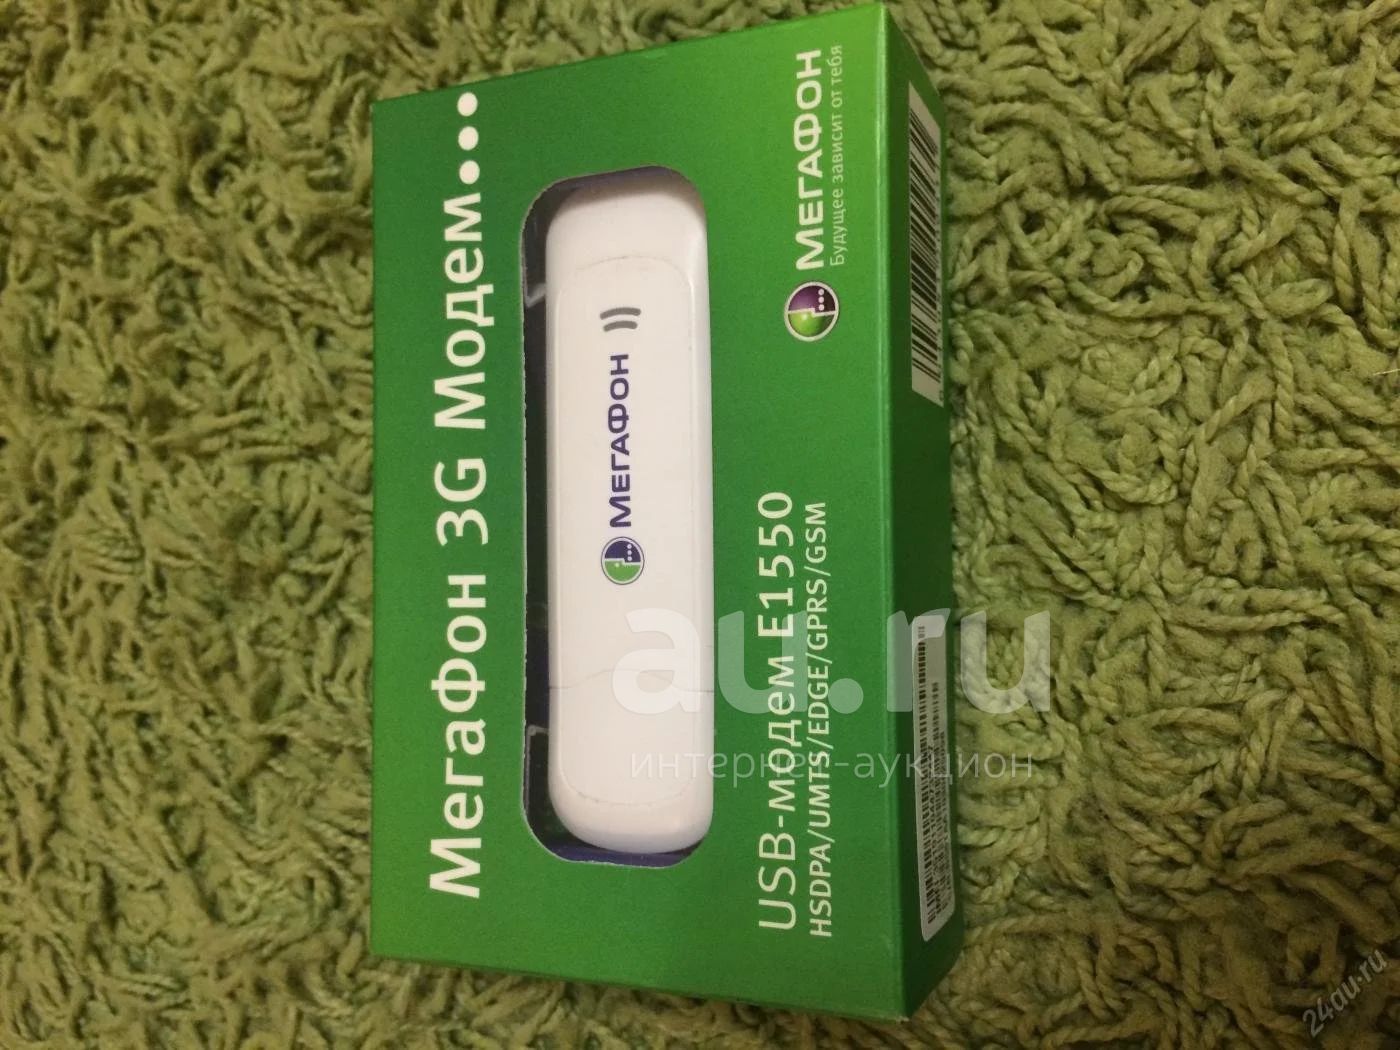 МегаФон 3G Модем...
МЕГАФОН
USB-модем E1550
HSDPA/UMTS/EDGE/GPRS/GSM
МЕГАФОН
Будущее зависит от тебя
au.ru
интернет-аукцион
24au.ru